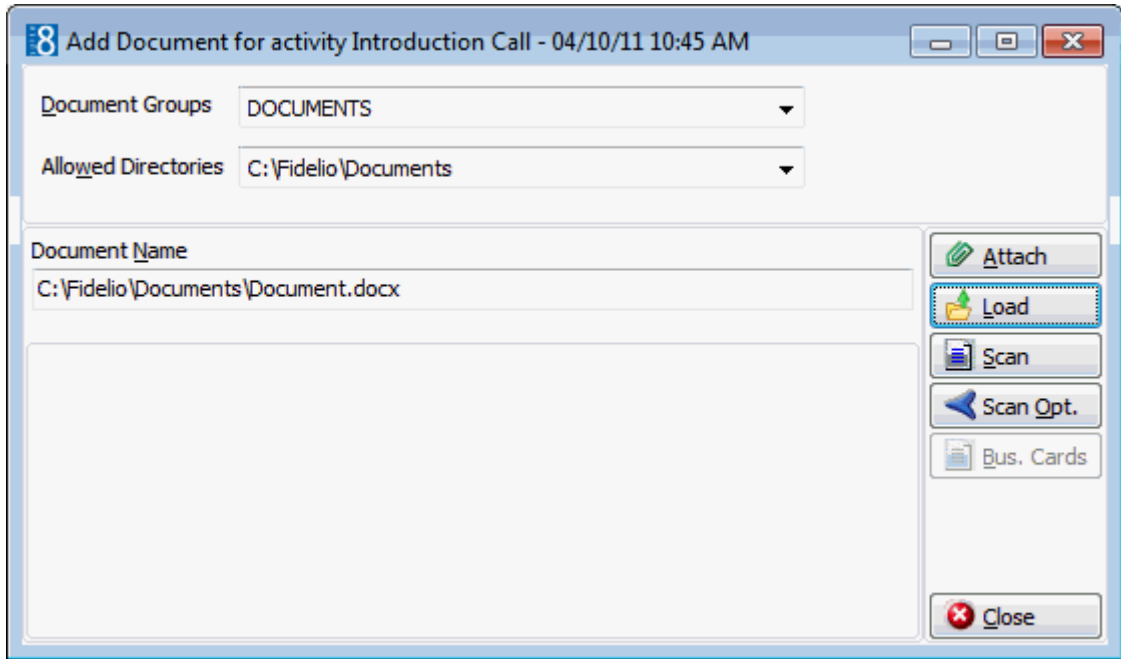 8 Add Document for activity Introduction Call - 04/10/11 10:45 AM
Document Groups DOCUMENTS
Allowed Directories C:\Fidelio\Documents
Document Name
C:\Fidelio\Documents\Document.docx
Attach
Load
Scan
Scan Opt.
Bus. Cards
Close